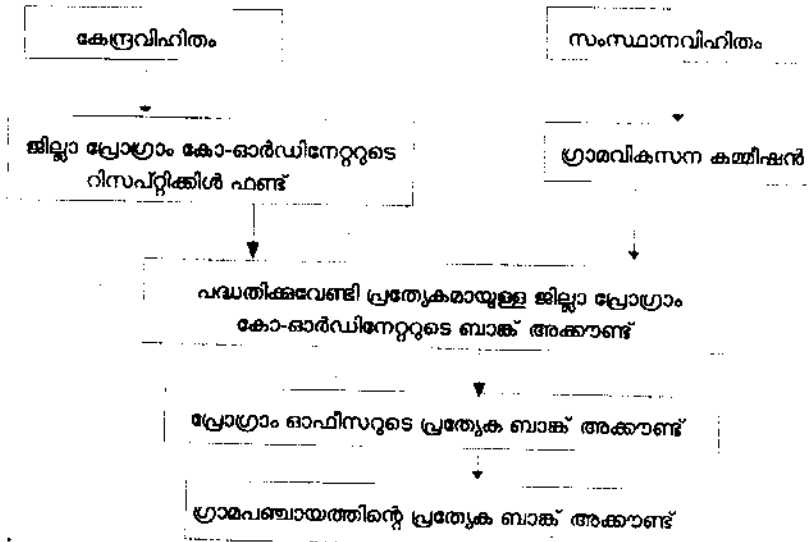 കേന്ദ്രവിഹിതം
സംസ്ഥാനവിഹിതം
ജില്ലാ പ്രോഗ്രാം കോ-ഓർഡിനേറ്ററുടെ
റിസപ്റ്റിക്കിൾ ഫണ്ട്
ഗ്രാമവികസന കമ്മീഷൻ
പദ്ധതിക്കുവേണ്ടി പ്രത്യേകമായുള്ള ജില്ലാ പ്രോഗ്രാം
കോ-ഓർഡിനേറ്ററുടെ ബാങ്ക് അക്കൗണ്ട്
പ്രോഗ്രാം ഓഫീസറുടെ പ്രത്യേക ബാങ്ക് അക്കൗണ്ട്
ഗ്രാമപഞ്ചായത്തിന്റെ പ്രത്യേക ബാങ്ക് അക്കൗണ്ട്